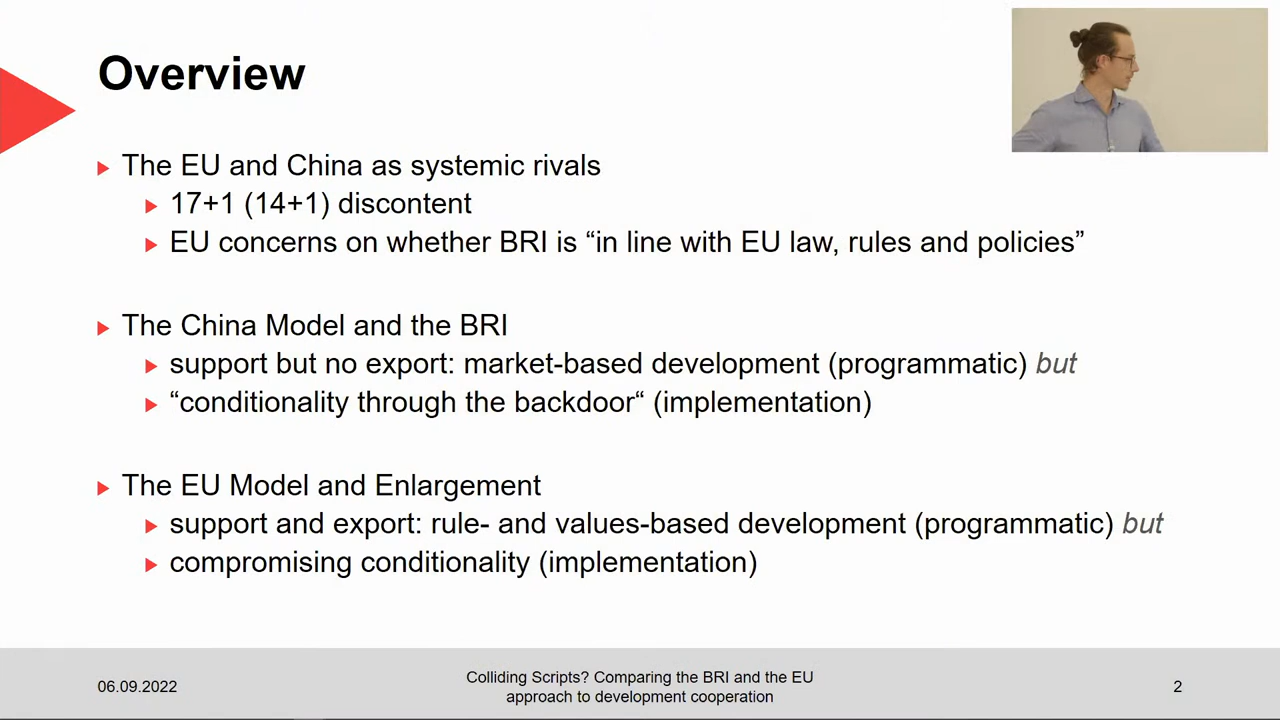 Overview
The EU and China as systemic rivals
17+1 (14+1) discontent
EU concerns on whether BRI is “in line with EU law, rules and policies”
The China Model and the BRI
support but no export: market-based development (programmatic) but
“conditionality through the backdoor“ (implementation)
The EU Model and Enlargement
support and export: rule- and values-based development (programmatic) but
compromising conditionality (implementation)
06.09.2022
Colliding Scripts? Comparing the BRI and the EU
approach to development cooperation
2